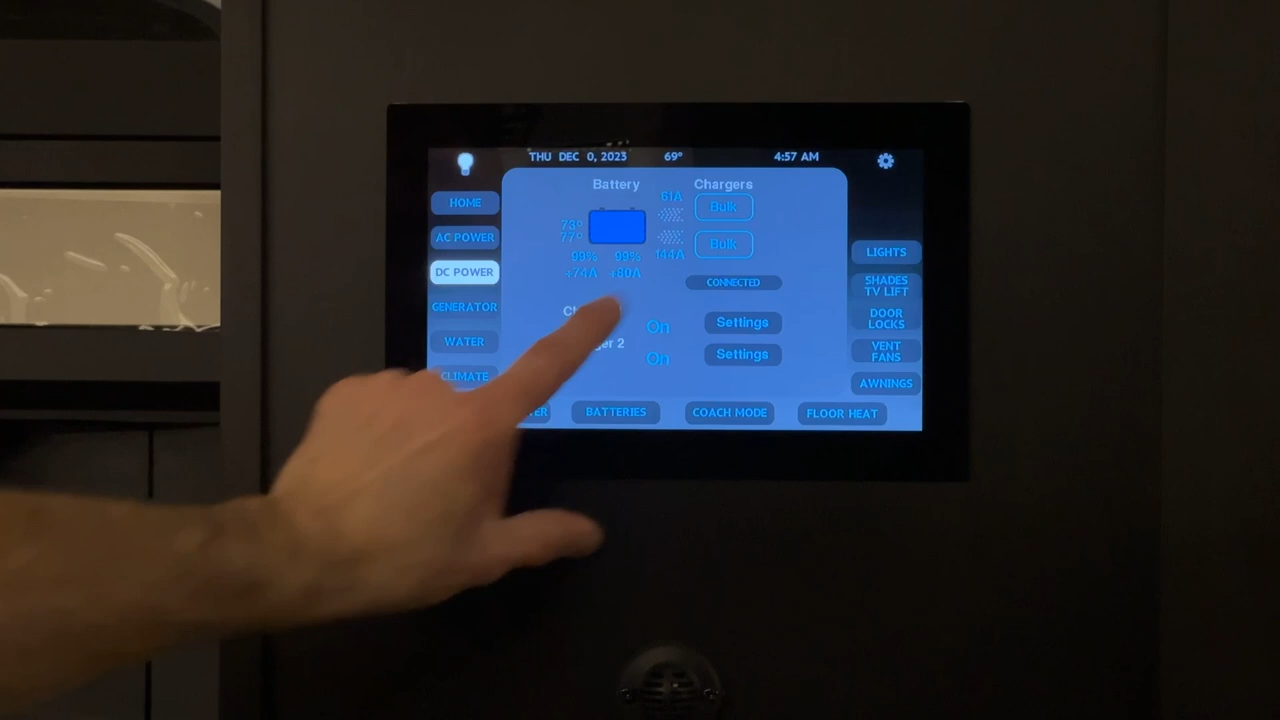 THU DEC 0, 2023 69° 4:57 AM
HOME
AC POWER
DC POWER
GENERATOR
WATER
CLIMATE
Battery
Chargers
61A
Bulk
73°
77°
Bulk
144A
99% 99%
+74A +80A
CONNECTED
On
Settings
2
On
Settings
BATTERIES
COACH MODE
FLOOR HEAT
LIGHTS
SHADES
TV LIFT
DOOR
LOCKS
VENT
FANS
AWNINGS